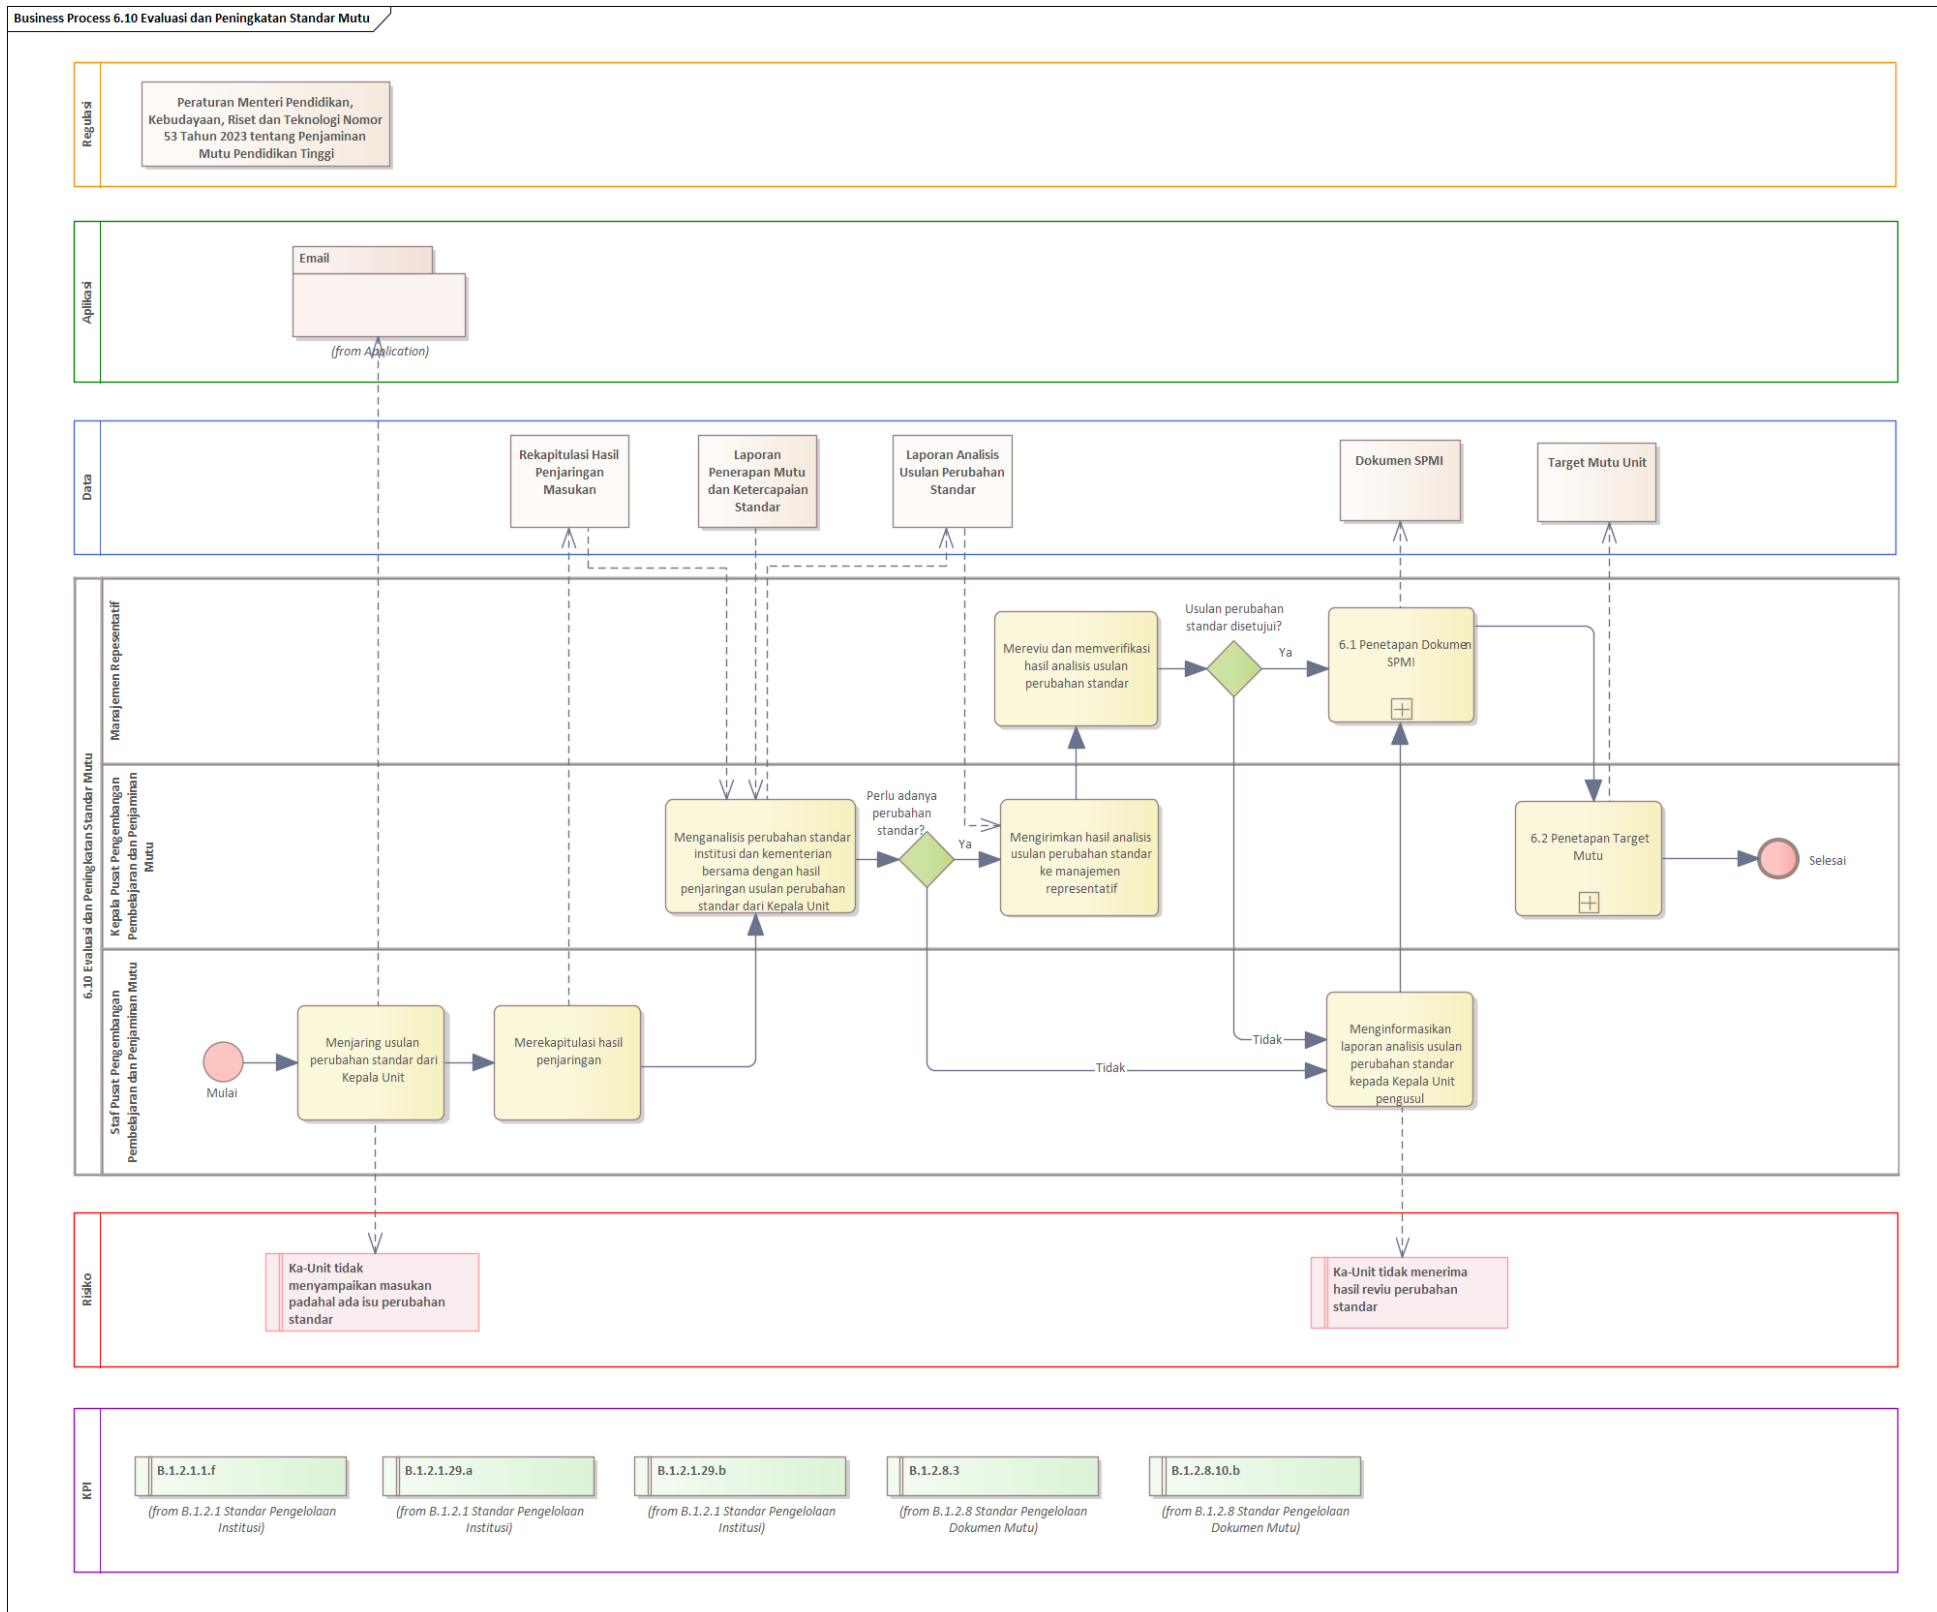 Business Process 6.10 Evaluasi dan Peningkatan Standar Mutu
Regulasi
Peraturan Menteri Pendidikan,
Kebudayaan, Riset dan Teknologi Nomor
53 Tahun 2023 tentang Penjaminan
Mutu Pendidikan Tinggi
Aplikasi
Email
(from Application)
Data
Rekapitulasi Hasil
Penjaringan
Masukan
Laporan
Penerapan Mutu
dan Ketercapaian
Standar
Laporan Analisis
Usulan Perubahan
Standar
Dokumen SPMI
Target Mutu Unit
6.10 Evaluasi dan Peningkatan Standar Mutu
Manajemen Repesentatif
Mereviu dan memverifikasi
hasil analisis usulan
perubahan standar
Usulan perubahan
standar disetujui?
Ya
6.1 Penetapan Dokumen
SPMI
Kepala Pusat Pengembangan
Pembelajaran dan Penjaminan
Mutu
Menganalisis perubahan standar
institusi dan kementerian
bersama dengan hasil
penjaringan usulan perubahan
standar dari Kepala Unit
Perlu adanya
perubahan
standar?
Ya
Mengirimkan hasil analisis
usulan perubahan standar
ke manajemen
representatif
6.2 Penetapan Target
Mutu
Selesai
Staf Pusat Pengembangan
Pembelajaran dan Penjaminan Mutu
Mulai
Menjaring usulan
perubahan standar dari
Kepala Unit
Merekapitulasi hasil
penjaringan
Tidak
Tidak
Menginformasikan
laporan analisis usulan
perubahan standar
kepada Kepala Unit
pengusul
Risiko
Ka-Unit tidak
menyampaikan masukan
padahal ada isu perubahan
standar
Ka-Unit tidak menerima
hasil reviu perubahan
standar
KPI
B.1.2.1.1.f
(from B.1.2.1 Standar Pengelolaan
Institusi)
B.1.2.1.29.a
(from B.1.2.1 Standar Pengelolaan
Institusi)
B.1.2.1.29.b
(from B.1.2.1 Standar Pengelolaan
Institusi)
B.1.2.8.3
(from B.1.2.8 Standar Pengelolaan
Dokumen Mutu)
B.1.2.8.10.b
(from B.1.2.8 Standar Pengelolaan
Dokumen Mutu)